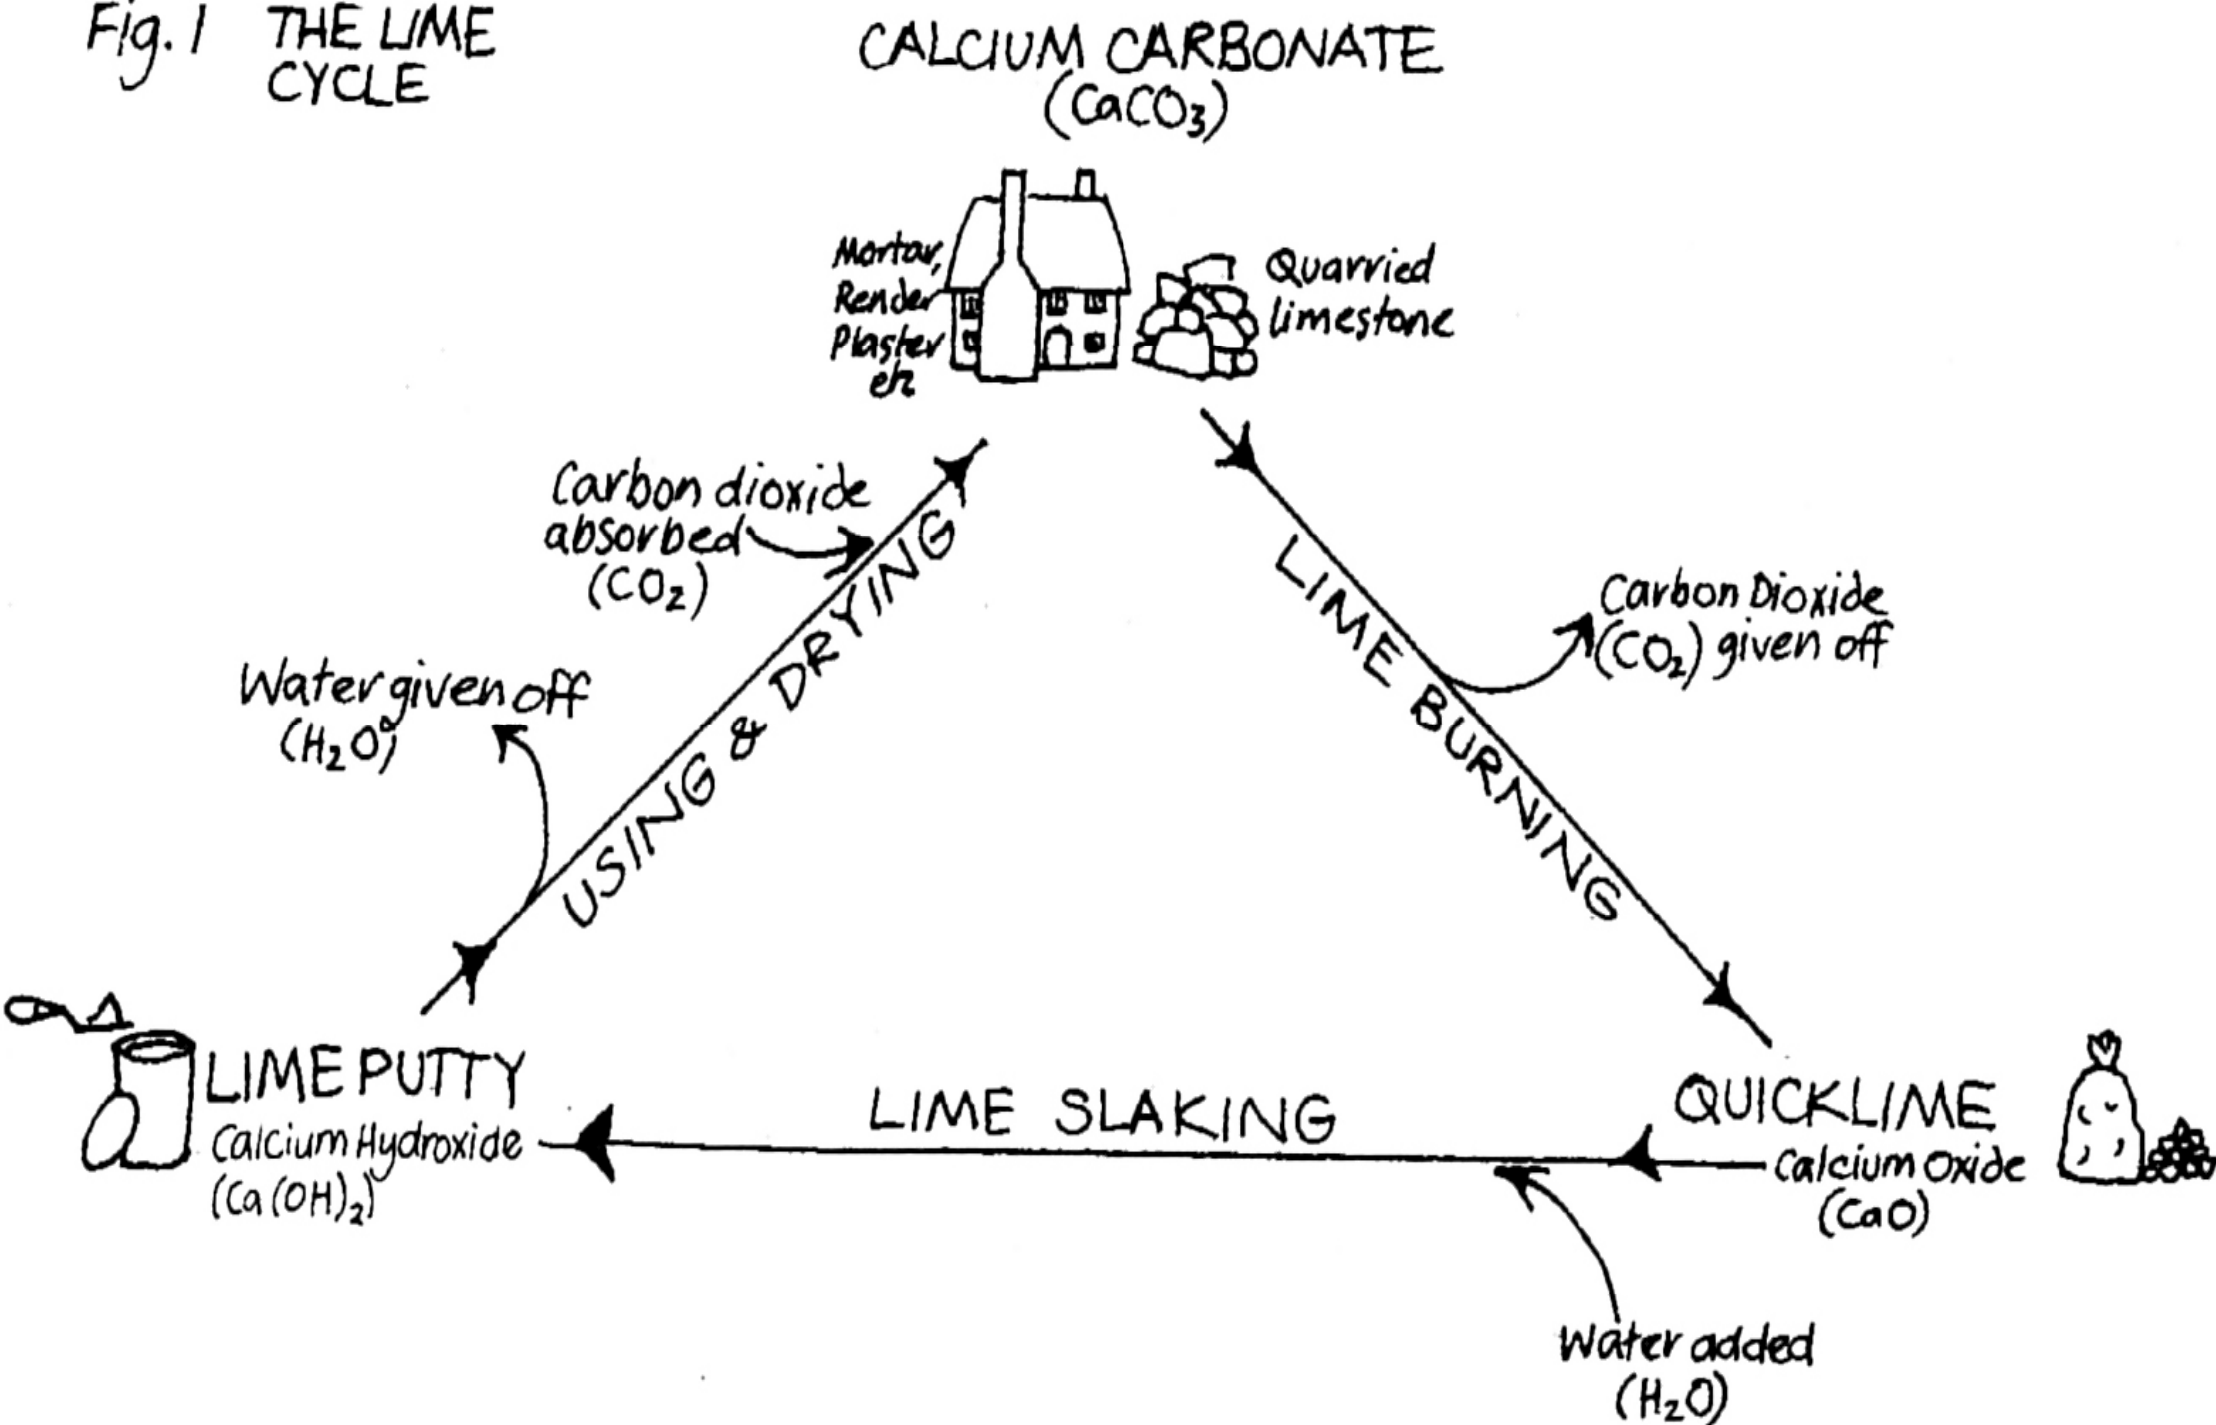 Fig. 1 THE LIME
CYCLE
CALCIUM CARBONATE
(CaCO₃)
Mortar,
Render
Plaster
etc
Quarried
limestone
Carbon dioxide
absorbed
(CO₂)
USING & DRYING
Water given off
(H₂O)
LIME BURNING
Carbon Dioxide
(CO₂) given off
LIME PUTTY
Calcium Hydroxide
(Ca(OH)₂)
LIME SLAKING
QUICKLIME
Calcium Oxide
(CaO)
Water added
(H₂O)